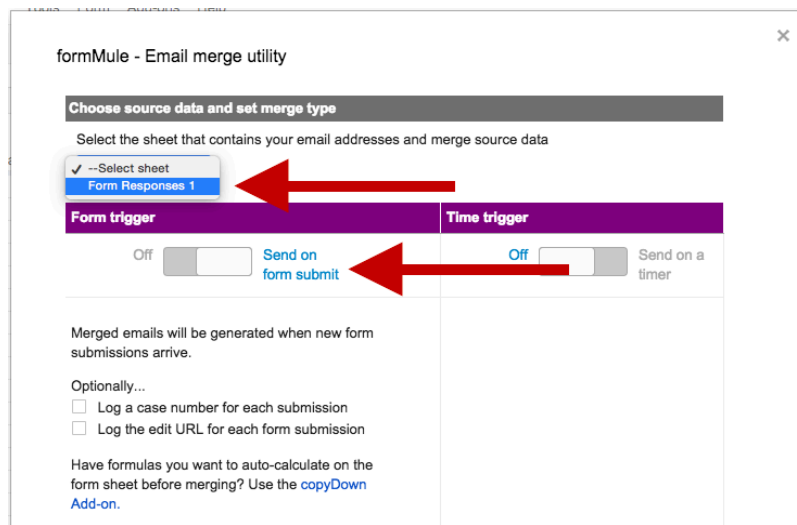 formMule - Email merge utility
Choose source data and set merge type
Select the sheet that contains your email addresses and merge source data
--Select sheet
Form Responses 1
Form trigger
Time trigger
Off
Send on
form submit
Off
Send on a
timer
Merged emails will be generated when new form
submissions arrive.
Optionally...
Log a case number for each submission
Log the edit URL for each form submission
Have formulas you want to auto-calculate on the
form sheet before merging? Use the copyDown
Add-on.